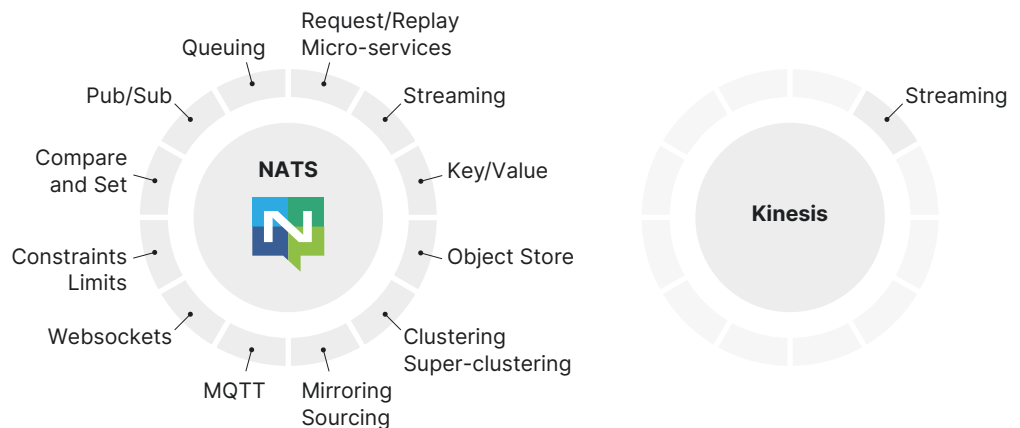 Request/Replay
Micro-services
Queuing
Pub/Sub
Streaming
Compare
and Set
NATS
Key/Value
Constraints
Limits
Object Store
Websockets
Clustering
Super-clustering
MQTT
Mirroring
Sourcing
Streaming
Kinesis